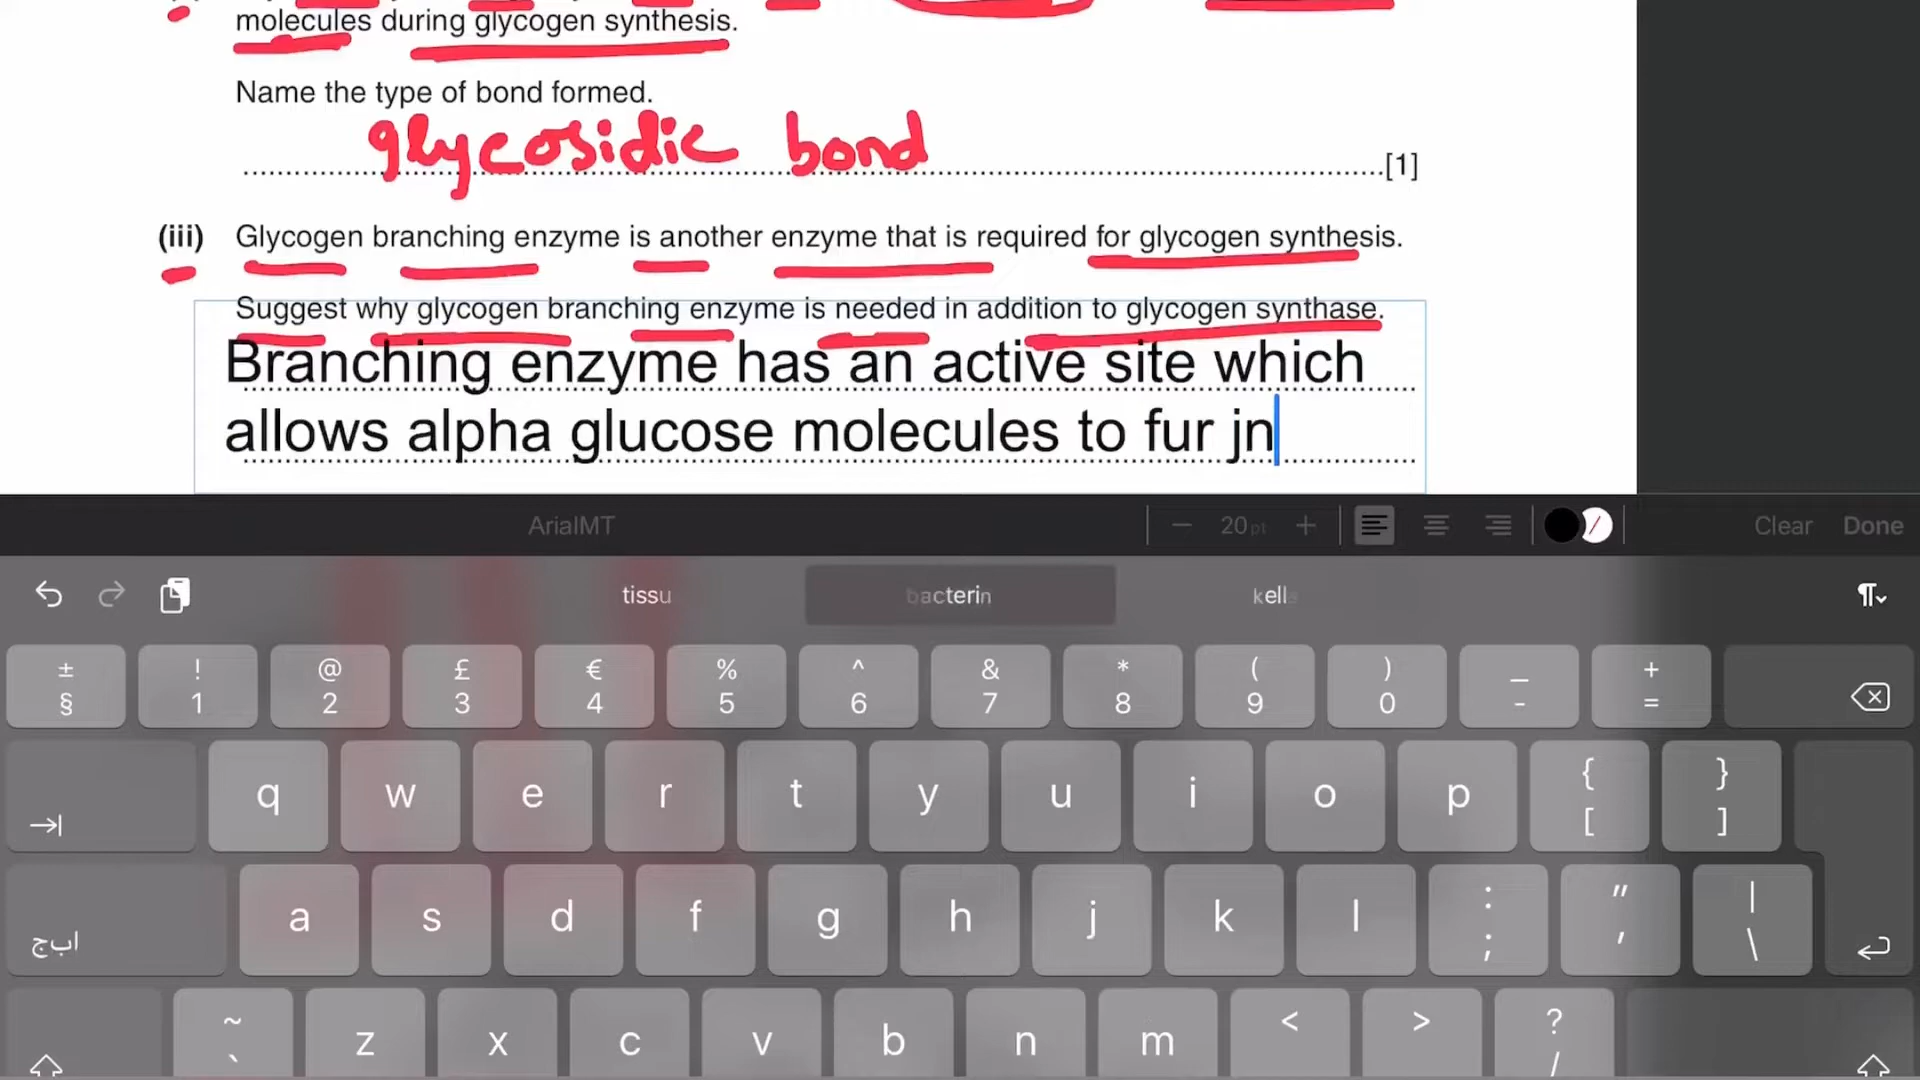 molecules during glycogen synthesis.
Name the type of bond formed.
glycosidic bond
[1]
(iii) Glycogen branching enzyme is another enzyme that is required for glycogen synthesis.
Suggest why glycogen branching enzyme is needed in addition to glycogen synthase.
Branching enzyme has an active site which
allows alpha glucose molecules to fur jn
ArialMT − 20pt + Clear Done
tissu bacterin kells
± ! @ £ € % ^ & * ( ) _ +
§ 1 2 3 4 5 6 7 8 9 0 - =
q w e r t y u i o p { }
[ ]
a s d f g h j k l : " |
; ' \
ابج
~ z x c v b n m < > ?
` /